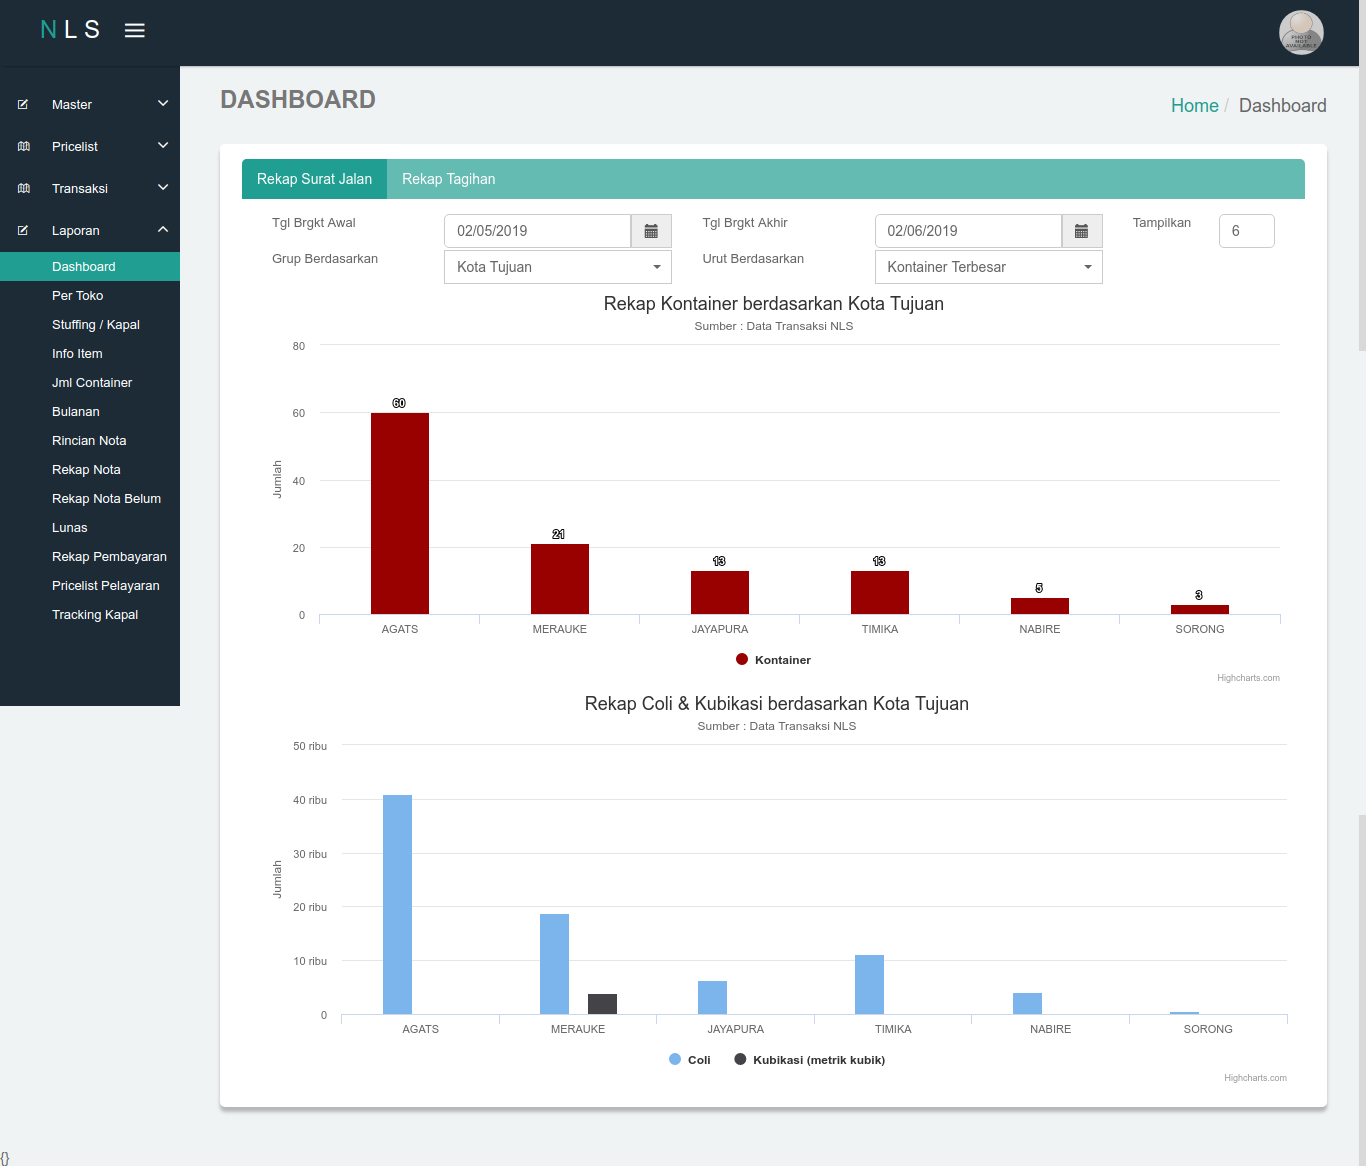 NLS
PHOTO
NOT
AVAILABLE
Master
Pricelist
Transaksi
Laporan
Dashboard
Per Toko
Stuffing / Kapal
Info Item
Jml Container
Bulanan
Rincian Nota
Rekap Nota
Rekap Nota Belum
Lunas
Rekap Pembayaran
Pricelist Pelayaran
Tracking Kapal
DASHBOARD
Home / Dashboard
Rekap Surat Jalan Rekap Tagihan
Tgl Brgkt Awal 02/05/2019 Tgl Brgkt Akhir 02/06/2019 Tampilkan 6
Grup Berdasarkan Kota Tujuan Urut Berdasarkan Kontainer Terbesar
Rekap Kontainer berdasarkan Kota Tujuan
Sumber : Data Transaksi NLS
Jumlah
80
60
40
20
0
60
21
13
13
5
3
AGATS MERAUKE JAYAPURA TIMIKA NABIRE SORONG
Kontainer
Highcharts.com
Rekap Coli & Kubikasi berdasarkan Kota Tujuan
Sumber : Data Transaksi NLS
Jumlah
50 ribu
40 ribu
30 ribu
20 ribu
10 ribu
0
AGATS MERAUKE JAYAPURA TIMIKA NABIRE SORONG
Coli Kubikasi (metrik kubik)
Highcharts.com
{}